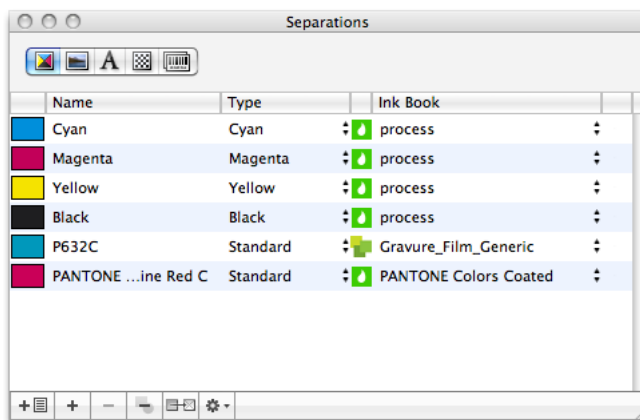 Separations
A
Name Type Ink Book
Cyan Cyan process
Magenta Magenta process
Yellow Yellow process
Black Black process
P632C Standard Gravure_Film_Generic
PANTONE ...ine Red C Standard PANTONE Colors Coated